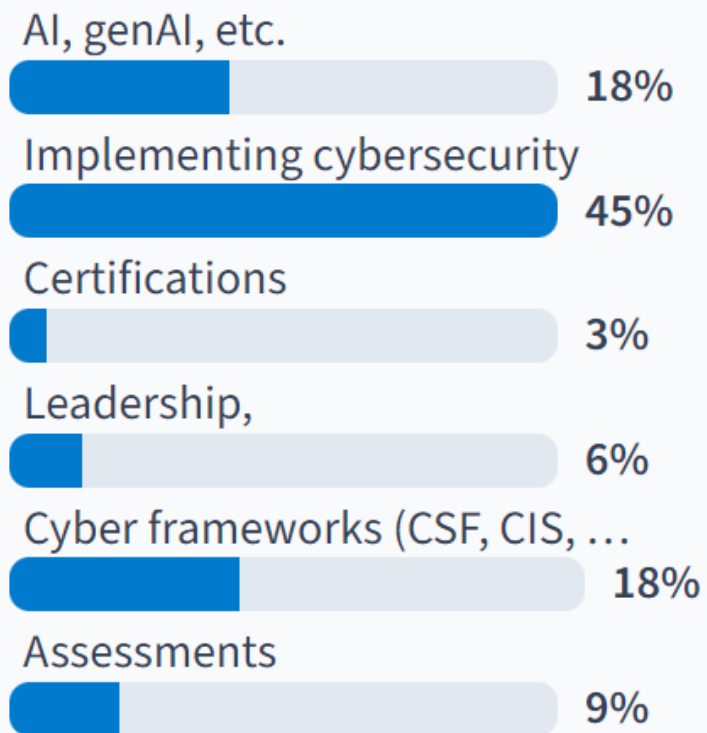 AI, genAI, etc.
18%
Implementing cybersecurity
45%
Certifications
3%
Leadership,
6%
Cyber frameworks (CSF, CIS, …
18%
Assessments
9%